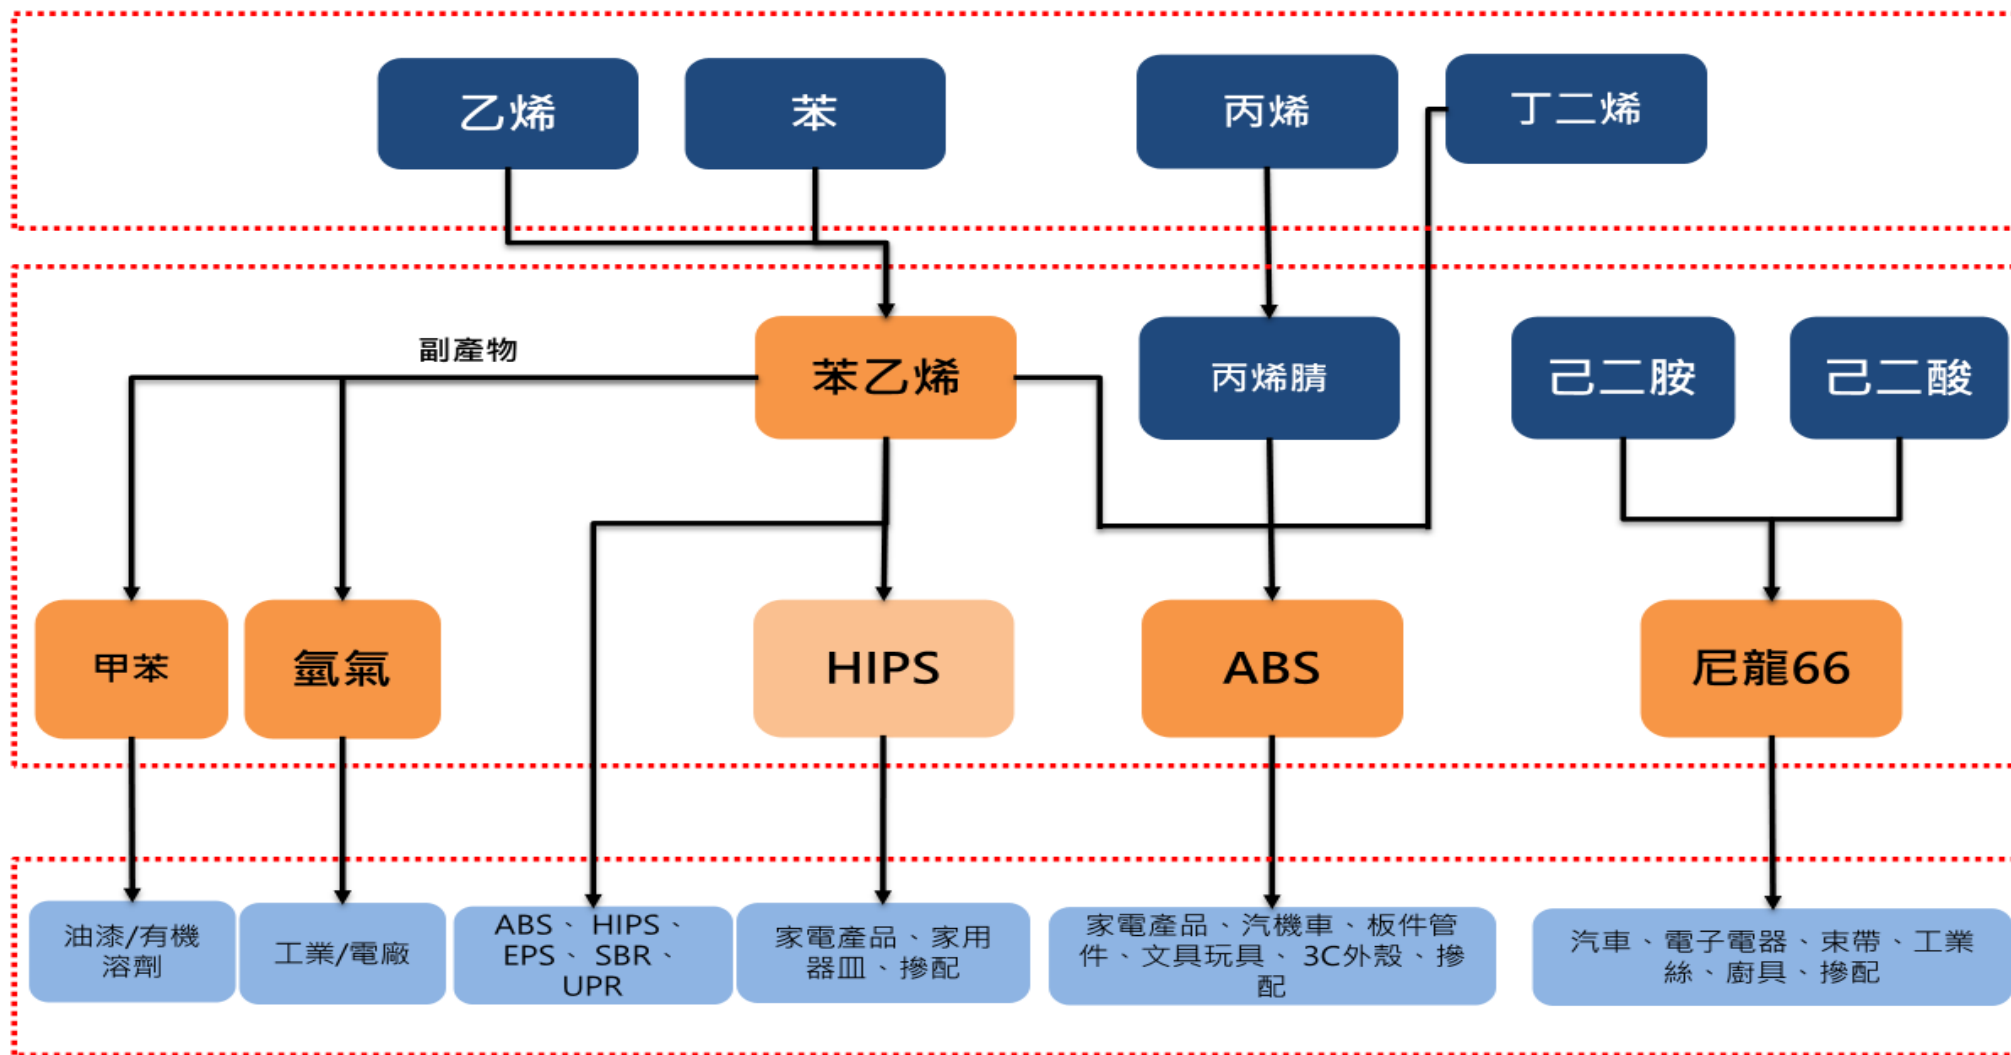 乙烯
苯
丙烯
丁二烯
副產物
苯乙烯
丙烯腈
己二胺
己二酸
甲苯
氫氣
HIPS
ABS
尼龍66
油漆/有機
溶劑
工業/電廠
ABS、 HIPS、
EPS、 SBR、
UPR
家電產品、家用
器皿、摻配
家電產品、汽機車、板件管
件、文具玩具、3C外殼、摻
配
汽車、電子電器、束帶、工業
絲、廚具、摻配